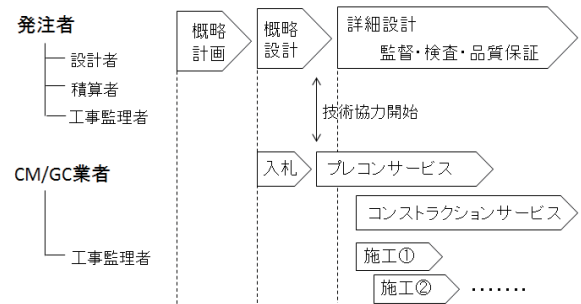 発注者
設計者
積算者
工事監理者
概略
計画
概略
設計
詳細設計
監督・検査・品質保証
技術協力開始
CM/GC業者
工事監理者
入札
プレコンサービス
コンストラクションサービス
施工①
施工②
・・・・・・・